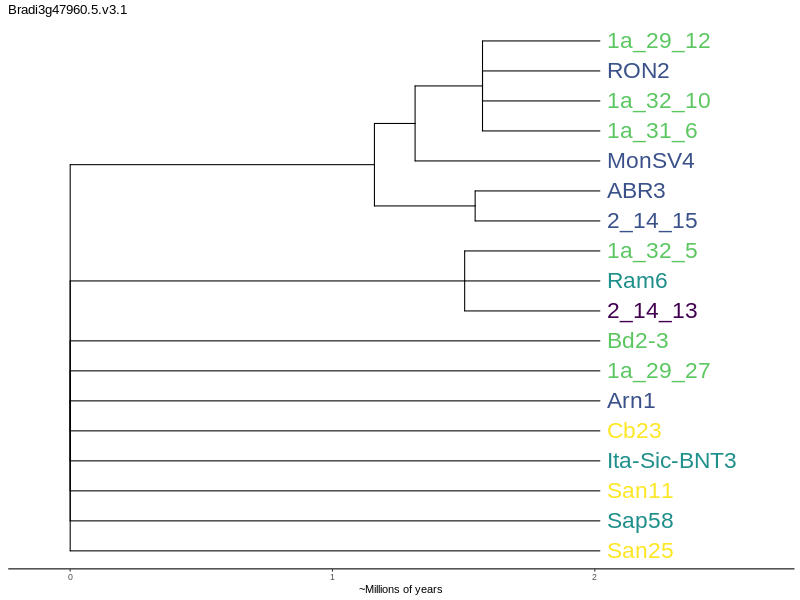 Bradi3g47960.5.v3.1
1a_29_12
RON2
1a_32_10
1a_31_6
MonSV4
ABR3
2_14_15
1a_32_5
Ram6
2_14_13
Bd2-3
1a_29_27
Arn1
Cb23
Ita-Sic-BNT3
San11
Sap58
San25
0 1 2
~Millions of years